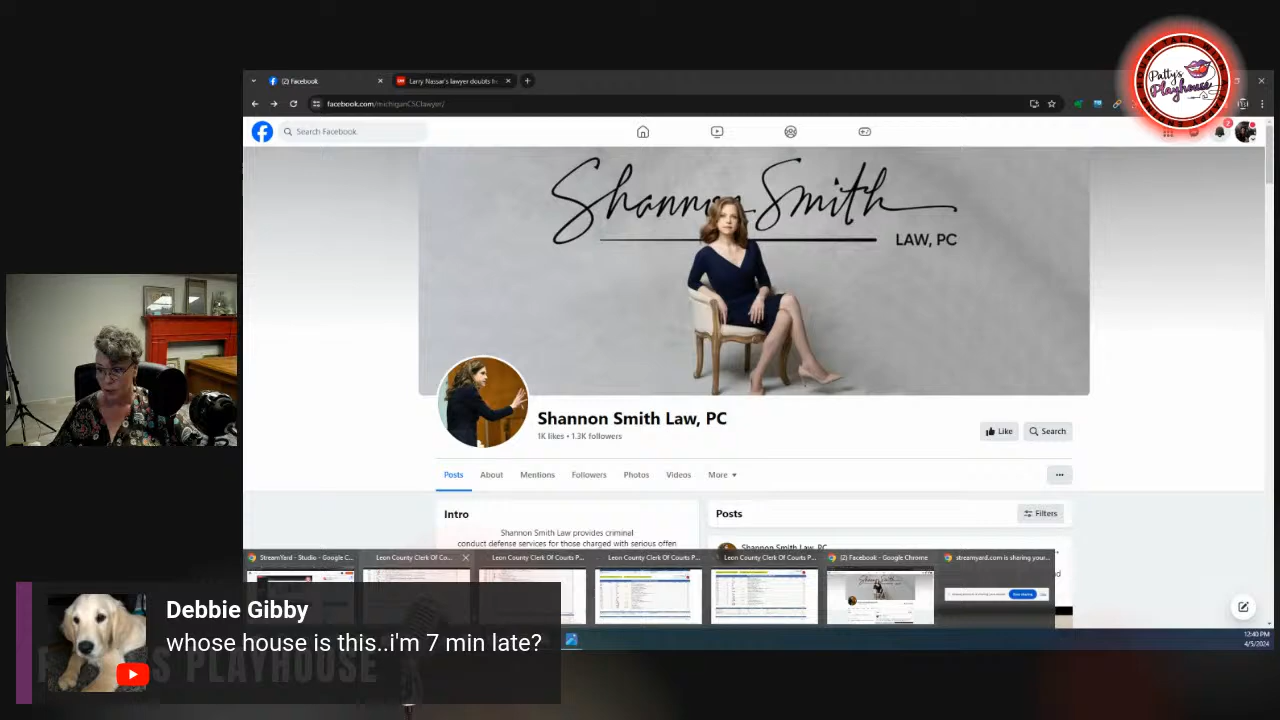 (2) Facebook
Larry Nassar's lawyer doubts th
facebook.com/michiganCSClawyer/
Patty's
Playhouse
Search Facebook
2
Shannon Smith
LAW, PC
Shannon Smith Law, PC
1K likes • 1.3K followers
Like
Search
Posts
About
Mentions
Followers
Photos
Videos
More
Intro
Posts
Filters
Shannon Smith Law provides criminal
conduct defense services for those charged with serious offen
Shannon Smith Law, PC
StreamYard - Studio - Google C...
Leon County Clerk Of Co...
Leon County Clerk Of Courts P...
Leon County Clerk Of Courts P...
Leon County Clerk Of Courts P...
(2) Facebook - Google Chrome
streamyard.com is sharing your...
Debbie Gibby
whose house is this..i'm 7 min late?
'S PLAYHOUSE
12:40 PM
4/5/2024